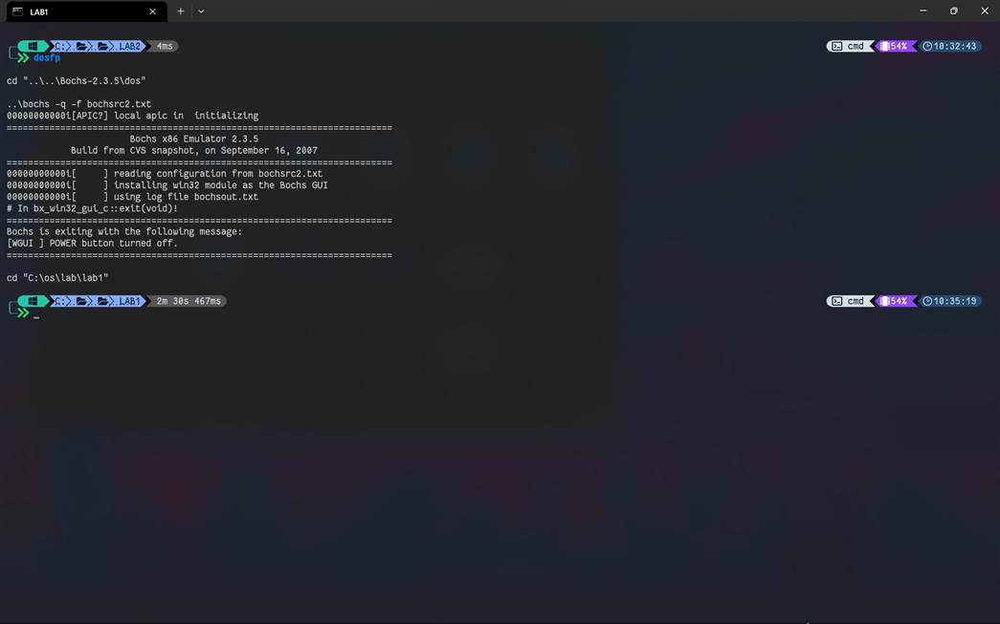 LAB1
C: LAB2 4ms cmd 54% 10:32:43
dosfp
cd "..\..\Bochs-2.3.5\dos"
..\bochs -q -f bochsrc2.txt
00000000000i[APIC?] local apic in  initializing
========================================================================
Bochs x86 Emulator 2.3.5
Build from CVS snapshot, on September 16, 2007
========================================================================
00000000000i[     ] reading configuration from bochsrc2.txt
00000000000i[     ] installing win32 module as the Bochs GUI
00000000000i[     ] using log file bochsout.txt
# In bx_win32_gui_c::exit(void)!
========================================================================
Bochs is exiting with the following message:
[WGUI ] POWER button turned off.
========================================================================
cd "C:\os\lab\lab1"
C: LAB1 2m 30s 467ms cmd 54% 10:35:19